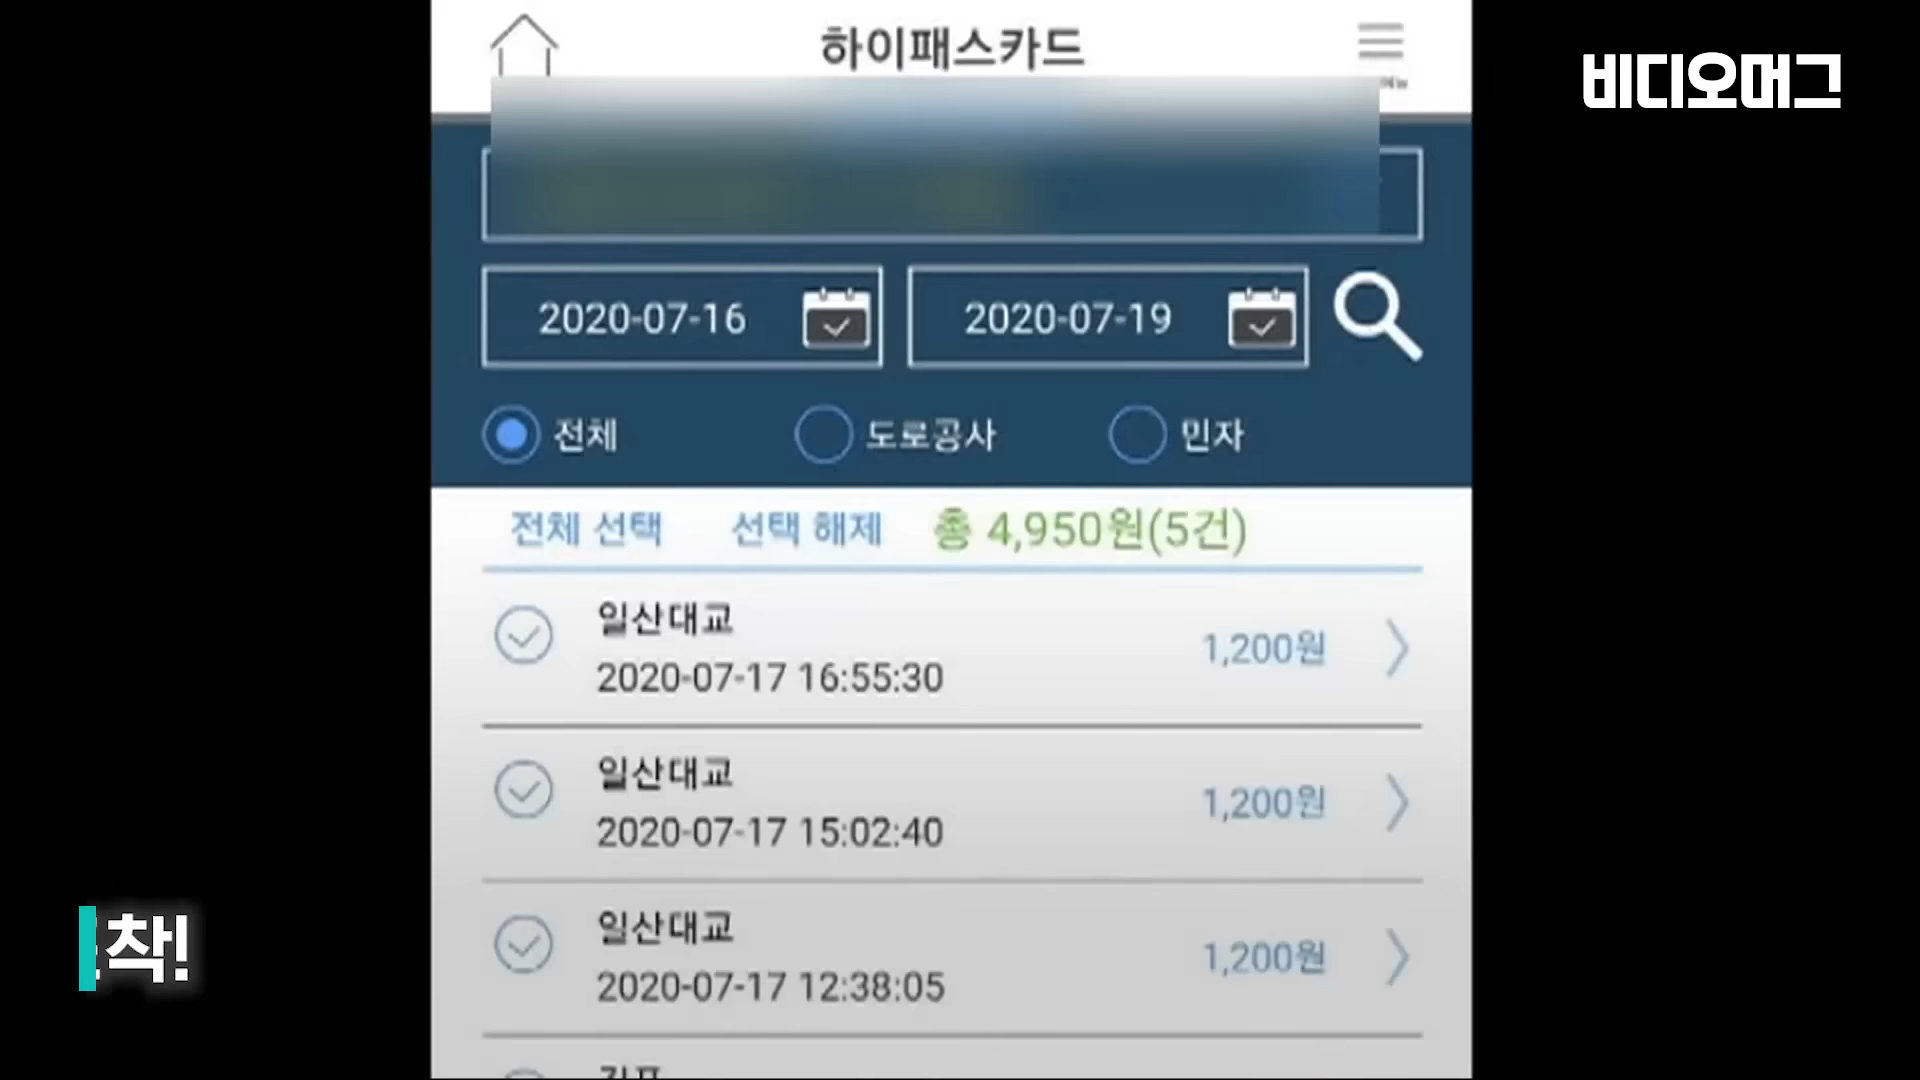 하이패스카드
비디오머그
2020-07-16
2020-07-19
전체
도로공사
민자
전체 선택
선택 해제
총 4,950원(5건)
일산대교
1,200원
2020-07-17 16:55:30
일산대교
1,200원
2020-07-17 15:02:40
일산대교
1,200원
2020-07-17 12:38:05
착!